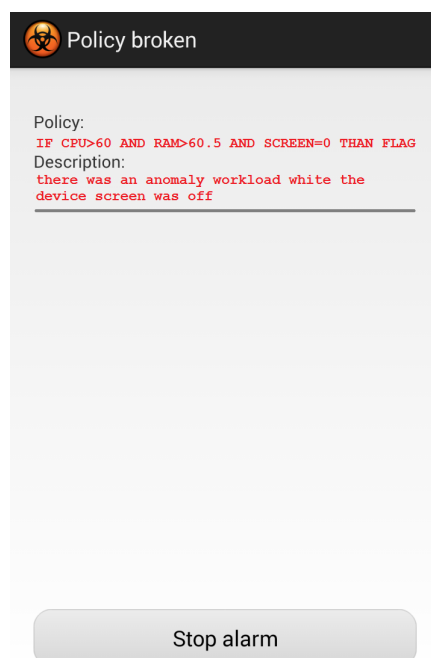 Policy broken
Policy:
IF CPU>60 AND RAM>60.5 AND SCREEN=0 THAN FLAG
Description:
there was an anomaly workload white the
device screen was off
Stop alarm